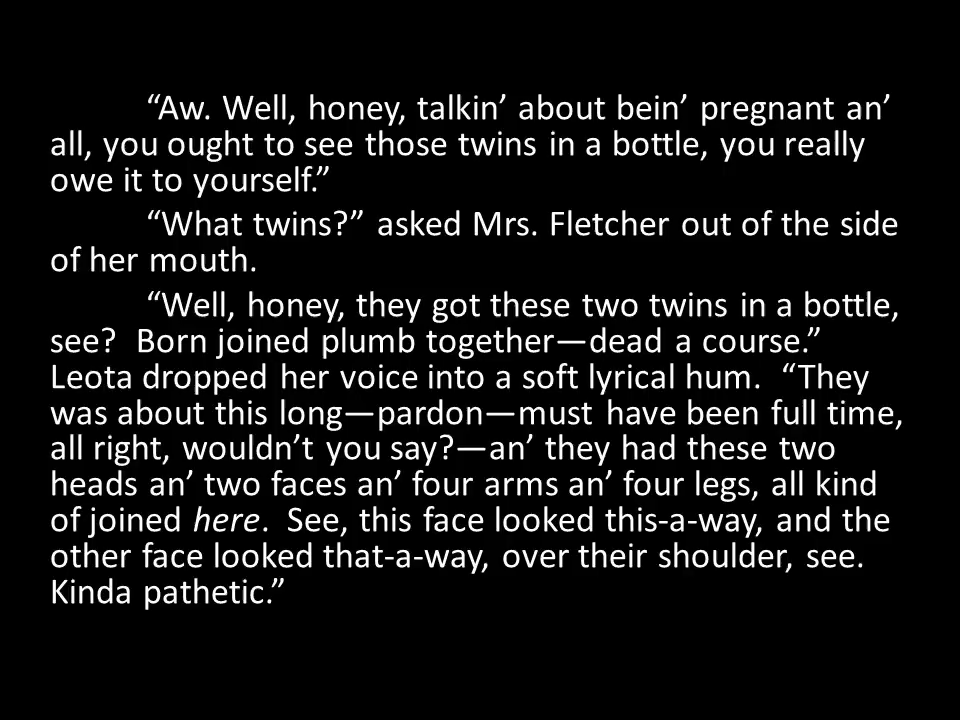 “Aw. Well, honey, talkin’ about bein’ pregnant an’
all, you ought to see those twins in a bottle, you really
owe it to yourself.”
“What twins?” asked Mrs. Fletcher out of the side
of her mouth.
“Well, honey, they got these two twins in a bottle,
see?  Born joined plumb together—dead a course.”
Leota dropped her voice into a soft lyrical hum.  “They
was about this long—pardon—must have been full time,
all right, wouldn’t you say?—an’ they had these two
heads an’ two faces an’ four arms an’ four legs, all kind
of joined here.  See, this face looked this-a-way, and the
other face looked that-a-way, over their shoulder, see.
Kinda pathetic.”